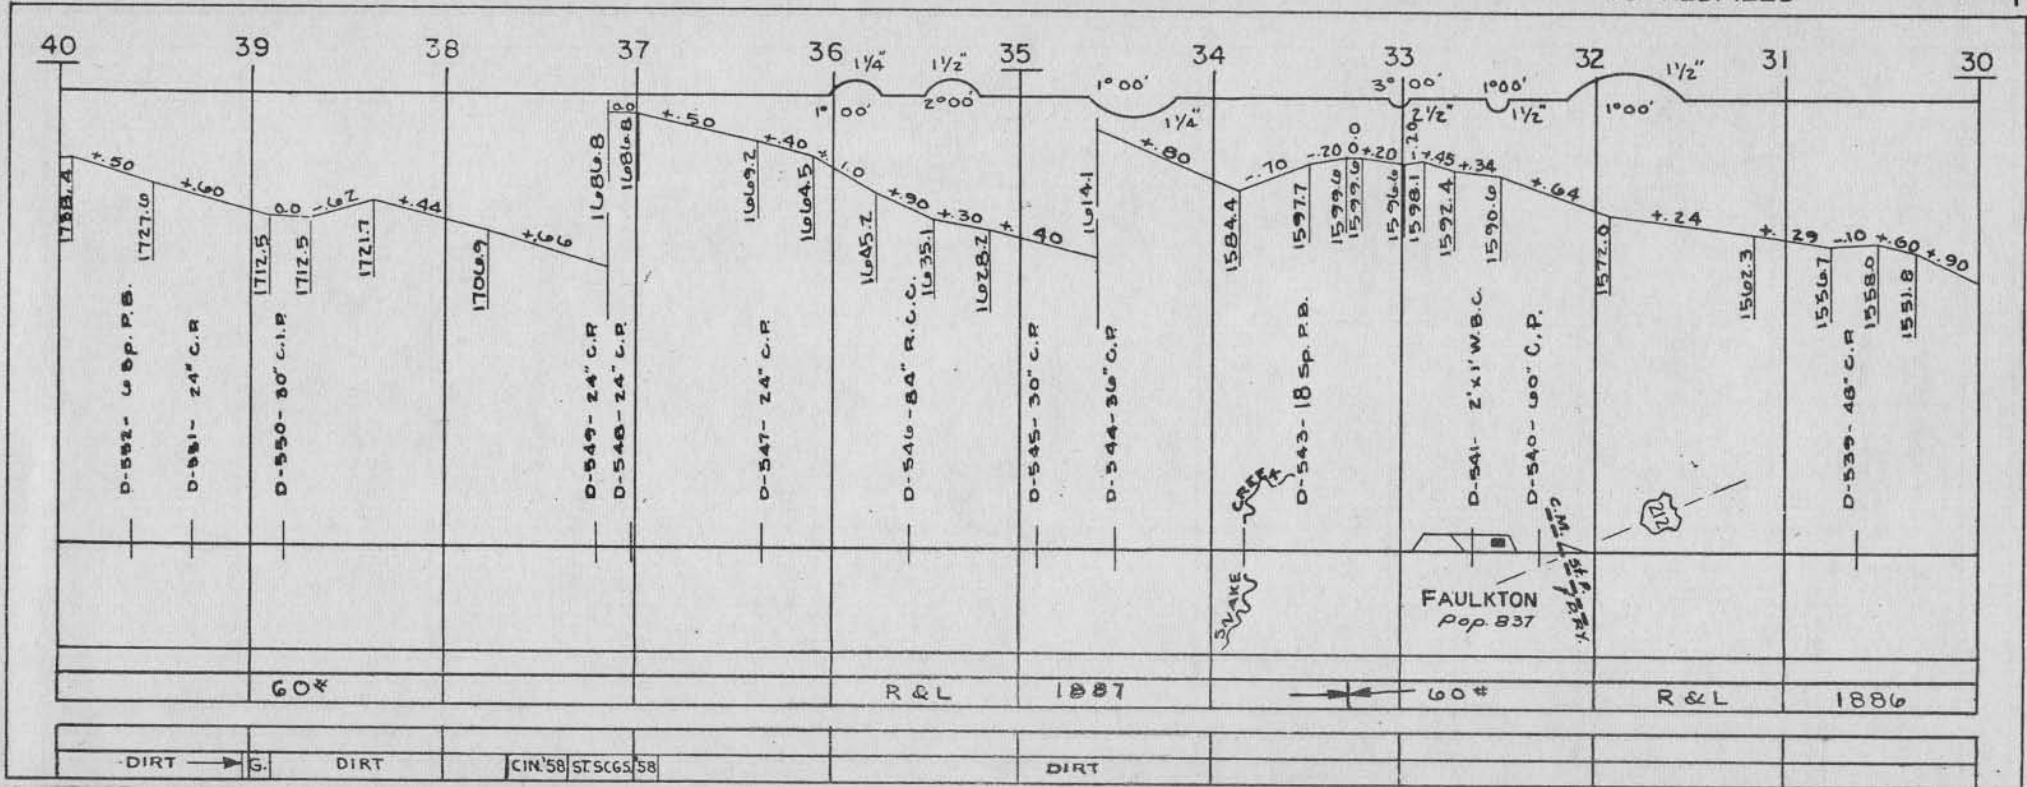 40 39 38 37 36 35 34 33 32 31 30
1¼" 1½" 1°00' 3°00' 1°00' 1½"
1°00' 2°00' 1¼" 2½" 1½" 1°00'
+.50 +.60 0.0 -.62 +.44 +.66 0.0 +.50 +.40 +1.0 +.90 +.30 +.40 +.80 -.70 -.20 0.0 +.20 -.20 +.45 +.34 +.64 +.24 +.29 -.10 +.60 +.90
1738.4
1727.6
1712.5
1712.5
1721.7
1706.9
1686.8
1686.8
1669.2
1664.5
1645.2
1635.1
1628.2
1614.1
1584.4
1597.7
1599.6
1599.6
1596.6
1598.1
1592.4
1590.6
1572.0
1562.3
1556.7
1558.0
1551.8
D-552- 6 Sp. P.B.
D-551- 24" C.P.
D-550- 30" C.I.P.
D-549- 24" C.P.
D-548- 24" C.P.
D-547- 24" C.P.
D-546- 84" R.C.C.
D-545- 30" C.P.
D-544- 36" C.P.
D-543- 18 Sp. P.B.
D-541- 2'x1' W.B.C.
D-540- 60" C.P.
D-539- 48" C.P.
SNAKE CREEK
C.M. St. P. & P. RY.
212
FAULKTON
Pop. 837
60# R & L 1887 60# R & L 1886
DIRT G. DIRT CIN.'58 ST.SCGS.'58 DIRT